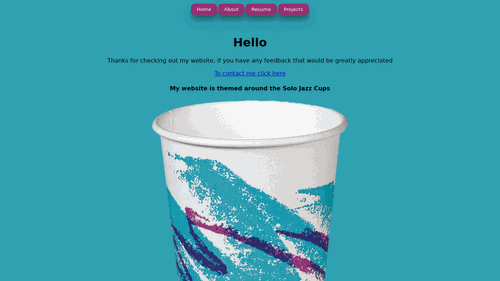 Home About Resume Projects
Hello
Thanks for checking out my website, if you have any feedback that would be greatly appreciated
To contact me click here
My website is themed around the Solo Jazz Cups